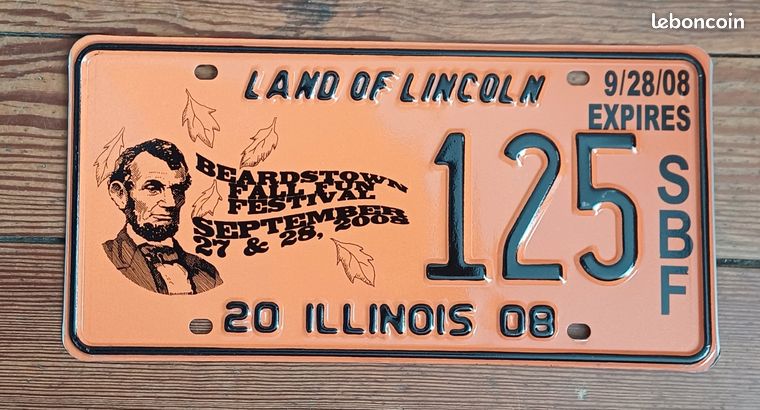 leboncoin
LAND OF LINCOLN
9/28/08
EXPIRES
BEARDSTOWN
FALL FUN
FESTIVAL
SEPTEMBER
27 & 28, 2008
125
SBF
20 ILLINOIS 08